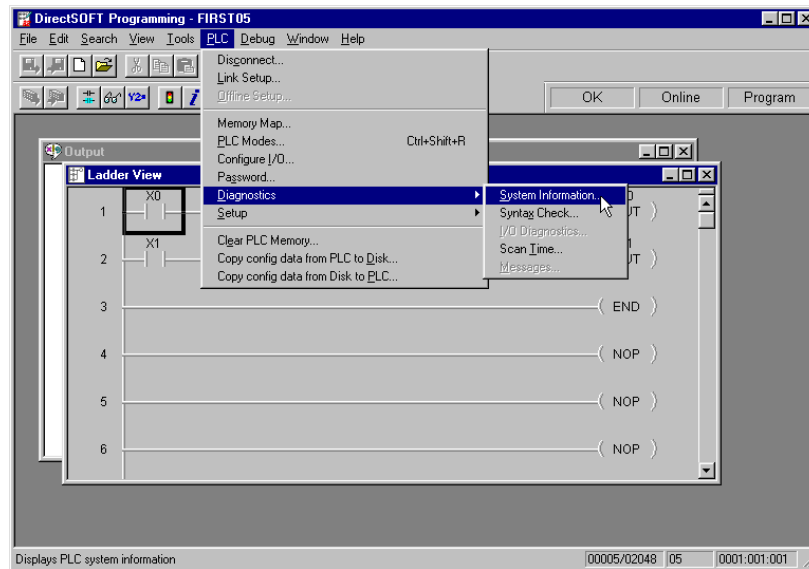 DirectSOFT Programming - FIRST05
File Edit Search View Tools PLC Debug Window Help
Disconnect...
Link Setup...
Offline Setup...
Memory Map...
PLC Modes... Ctrl+Shift+R
Configure I/O...
Password...
Diagnostics
Setup
Clear PLC Memory...
Copy config data from PLC to Disk...
Copy config data from Disk to PLC...
System Information...
Syntax Check...
I/O Diagnostics...
Scan Time...
Messages...
OK Online Program
Output
Ladder View
X0
1
X1
2
3 END
4 NOP
5 NOP
6 NOP
Displays PLC system information 00005/02048 05 0001:001:001